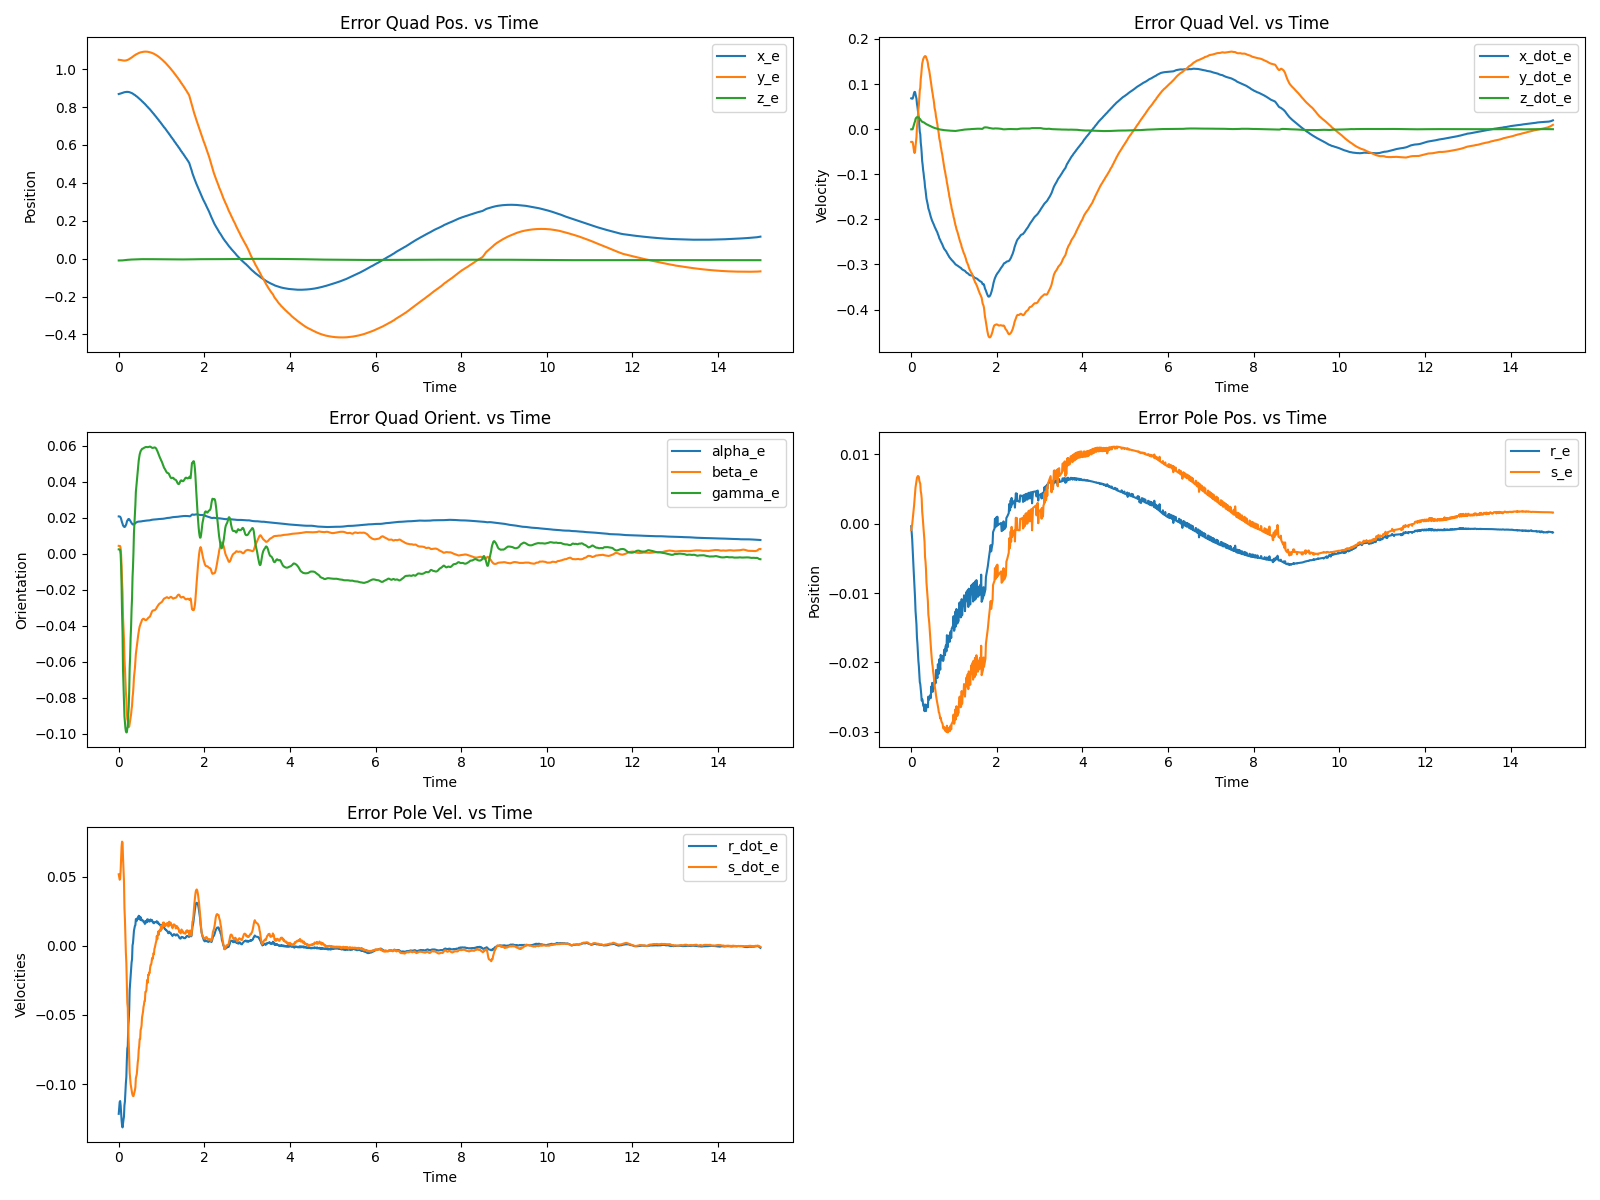 Error Quad Pos. vs Time
Position
1.0
0.8
0.6
0.4
0.2
0.0
−0.2
−0.4
x_e
y_e
z_e
0 2 4 6 8 10 12 14
Time
Error Quad Vel. vs Time
Velocity
0.2
0.1
0.0
−0.1
−0.2
−0.3
−0.4
x_dot_e
y_dot_e
z_dot_e
0 2 4 6 8 10 12 14
Time
Error Quad Orient. vs Time
Orientation
0.06
0.04
0.02
0.00
−0.02
−0.04
−0.06
−0.08
−0.10
alpha_e
beta_e
gamma_e
0 2 4 6 8 10 12 14
Time
Error Pole Pos. vs Time
Position
0.01
0.00
−0.01
−0.02
−0.03
r_e
s_e
0 2 4 6 8 10 12 14
Time
Error Pole Vel. vs Time
Velocities
0.05
0.00
−0.05
−0.10
r_dot_e
s_dot_e
0 2 4 6 8 10 12 14
Time